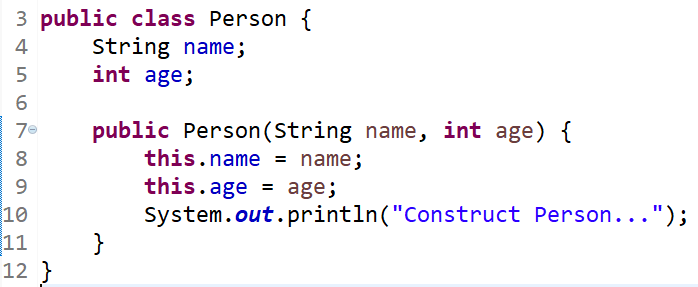 3 public class Person {
4     String name;
5     int age;
6
7     public Person(String name, int age) {
8         this.name = name;
9         this.age = age;
10         System.out.println("Construct Person...");
11     }
12 }